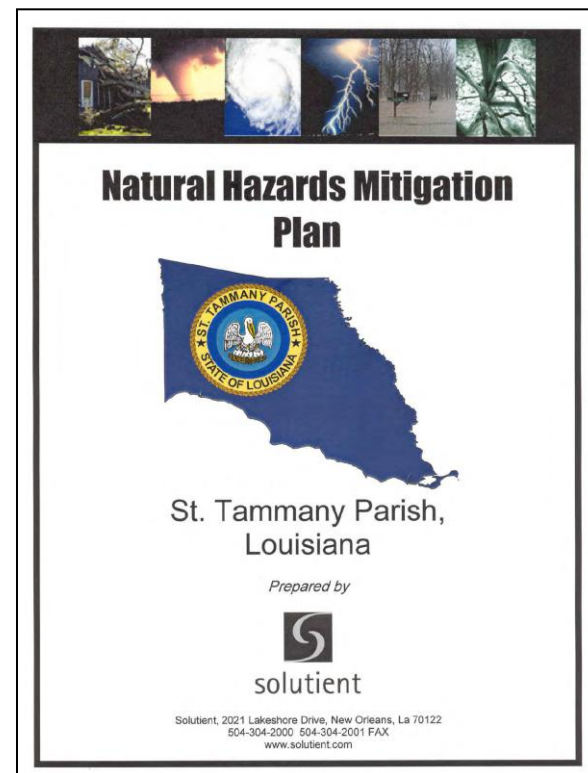 Natural Hazards Mitigation
Plan
ST. TAMMANY PARISH
STATE OF LOUISIANA
St. Tammany Parish,
Louisiana
Prepared by
solutient
Solutient, 2021 Lakeshore Drive, New Orleans, La 70122
504-304-2000 504-304-2001 FAX
www.solutient.com